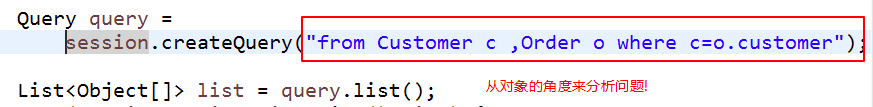 Query query =
session.createQuery("from Customer c ,Order o where c=o.customer");
List<Object[]> list = query.list();
从对象的角度来分析问题!